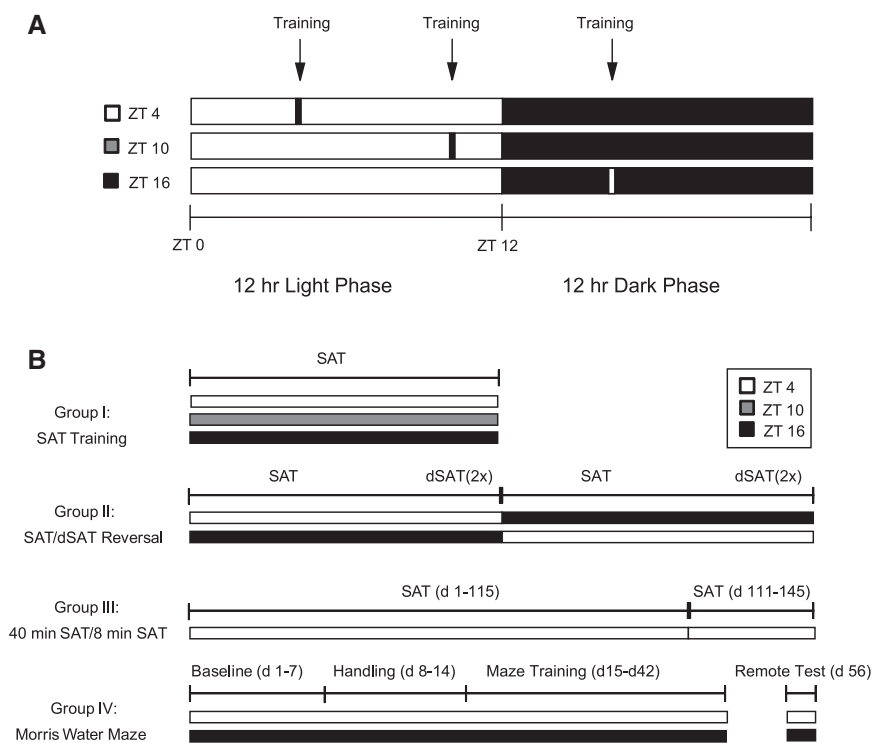 A
Training Training Training
ZT 4
ZT 10
ZT 16
ZT 0 ZT 12
12 hr Light Phase 12 hr Dark Phase
B
SAT
Group I:
SAT Training
ZT 4
ZT 10
ZT 16
SAT dSAT(2x) SAT dSAT(2x)
Group II:
SAT/dSAT Reversal
SAT (d 1-115) SAT (d 111-145)
Group III:
40 min SAT/8 min SAT
Baseline (d 1-7) Handling (d 8-14) Maze Training (d15-d42) Remote Test (d 56)
Group IV:
Morris Water Maze